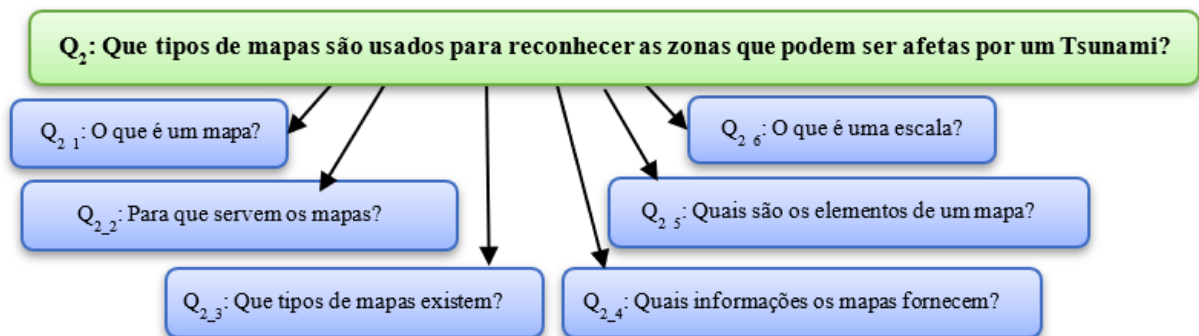 Q2: Que tipos de mapas são usados para reconhecer as zonas que podem ser afetas por um Tsunami?
Q2_1: O que é um mapa?
Q2_2: Para que servem os mapas?
Q2_3: Que tipos de mapas existem?
Q2_4: Quais informações os mapas fornecem?
Q2_5: Quais são os elementos de um mapa?
Q2_6: O que é uma escala?